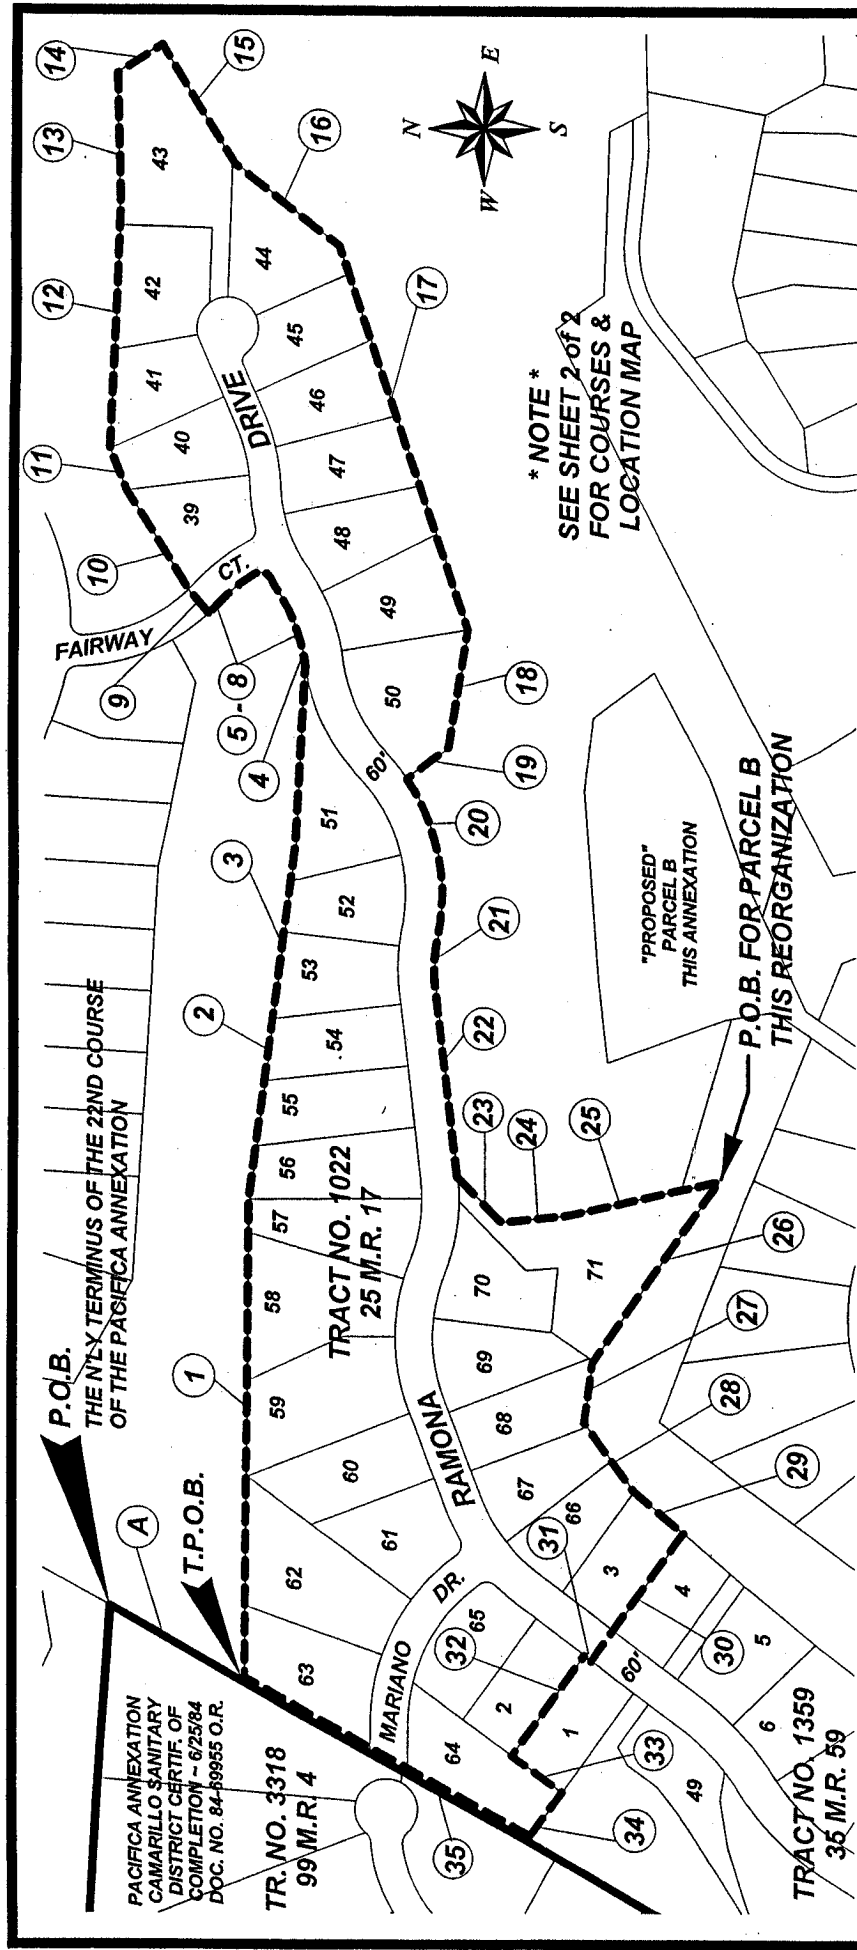 P.O.B.
THE N'LY TERMINUS OF THE 22ND COURSE
OF THE PACIFICA ANNEXATION
A
T.P.O.B.
PACIFICA ANNEXATION
CAMARILLO SANITARY
DISTRICT CERTIF. OF
COMPLETION ~ 6/25/84
DOC. NO. 84-69955 O.R.
TR. NO. 3318
99 M.R. 4
1
2
3
4
5 - 8
9
10
11
12
13
14
15
16
17
18
19
20
21
22
23
24
25
26
27
28
29
30
31
32
33
34
35
FAIRWAY
CT.
DRIVE
RAMONA
MARIANO
DR.
60'
60'
39
40
41
42
43
44
45
46
47
48
49
50
51
52
53
54
55
56
57
58
59
60
61
62
63
64
65
66
67
68
69
70
71
1
2
3
4
5
6
49
TRACT NO. 1022
25 M.R. 17
TRACT NO. 1359
35 M.R. 59
N
E
S
W
* NOTE *
SEE SHEET 2 of 2
FOR COURSES &
LOCATION MAP
"PROPOSED"
PARCEL B
THIS ANNEXATION
P.O.B. FOR PARCEL B
THIS REORGANIZATION